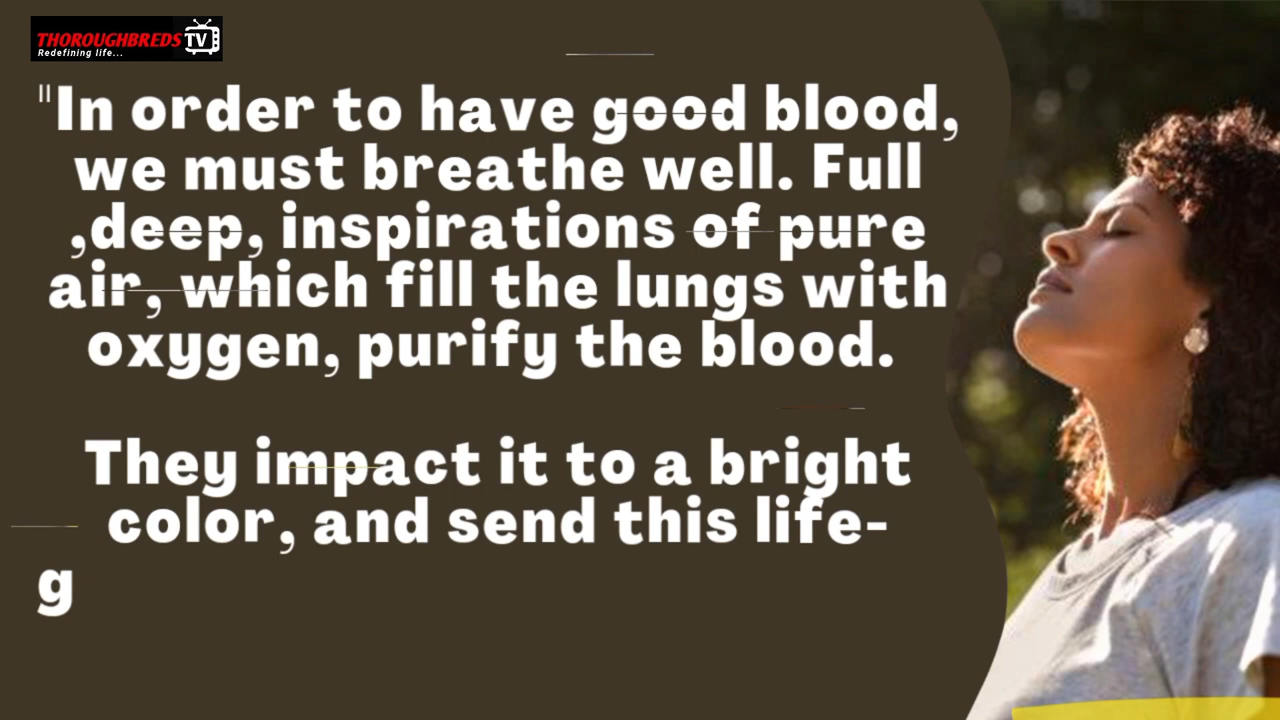 THOROUGHBREDS TV
Redefining life...
"In order to have good blood,
we must breathe well. Full
,deep, inspirations of pure
air, which fill the lungs with
oxygen, purify the blood.
They impact it to a bright
color, and send this life-
g